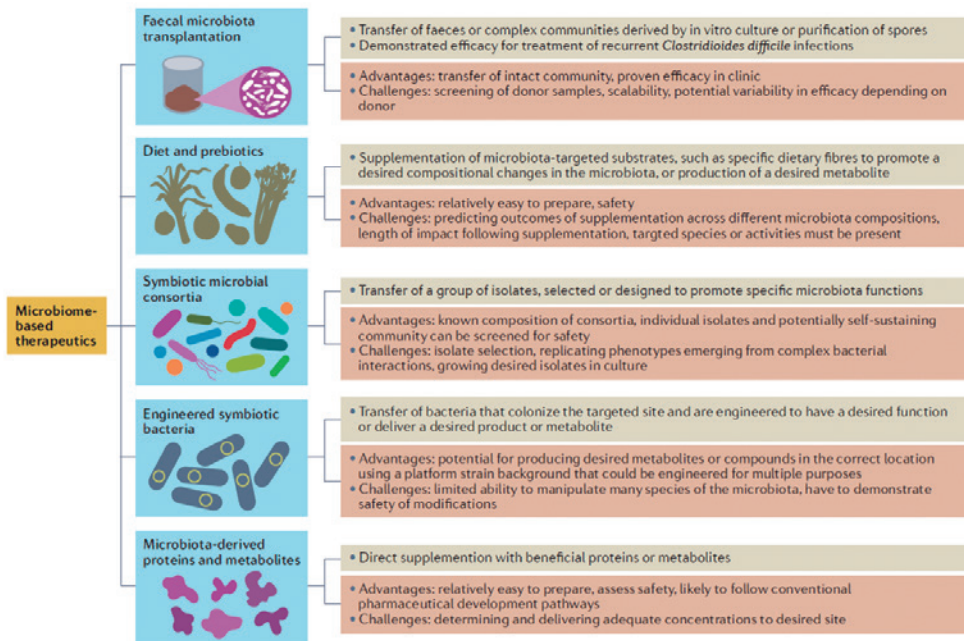 Faecal microbiota
transplantation
• Transfer of faeces or complex communities derived by in vitro culture or purification of spores
• Demonstrated efficacy for treatment of recurrent Clostridioides difficile infections
• Advantages: transfer of intact community, proven efficacy in clinic
• Challenges: screening of donor samples, scalability, potential variability in efficacy depending on
donor
Diet and prebiotics
• Supplementation of microbiota-targeted substrates, such as specific dietary fibres to promote a
desired compositional changes in the microbiota, or production of a desired metabolite
• Advantages: relatively easy to prepare, safety
• Challenges: predicting outcomes of supplementation across different microbiota compositions,
length of impact following supplementation, targted species or activities must be present
Microbiome-
based
therapeutics
Symbiotic microbial
consortia
• Transfer of a group of isolates, selected or designed to promote specific microbiota functions
• Advantages: known composition of consortia, individual isolates and potentially self-sustaining
community can be screened for safety
• Challenges: isolate selection, replicating phenotypes emerging from complex bacterial
interactions, growing desired isolates in culture
Engineered symbiotic
bacteria
• Transfer of bacteria that colonize the targeted site and are engineered to have a desired function
or deliver a desired product or metabolite
• Advantages: potential for producing desired metabolites or compounds in the correct location
using a platform strain background that could be engineered for multiple purposes
• Challenges: limited ability to manipulate many species of the microbiota, have to demonstrate
safety of modifications
Microbiota-derived
proteins and metabolites
• Direct supplemention with beneficial proteins or metabolites
• Advantages: relatively easy to prepare, assess safety, likely to follow conventional
pharmaceutical development pathways
• Challenges: determining and delivering adequate concentrations to desired site